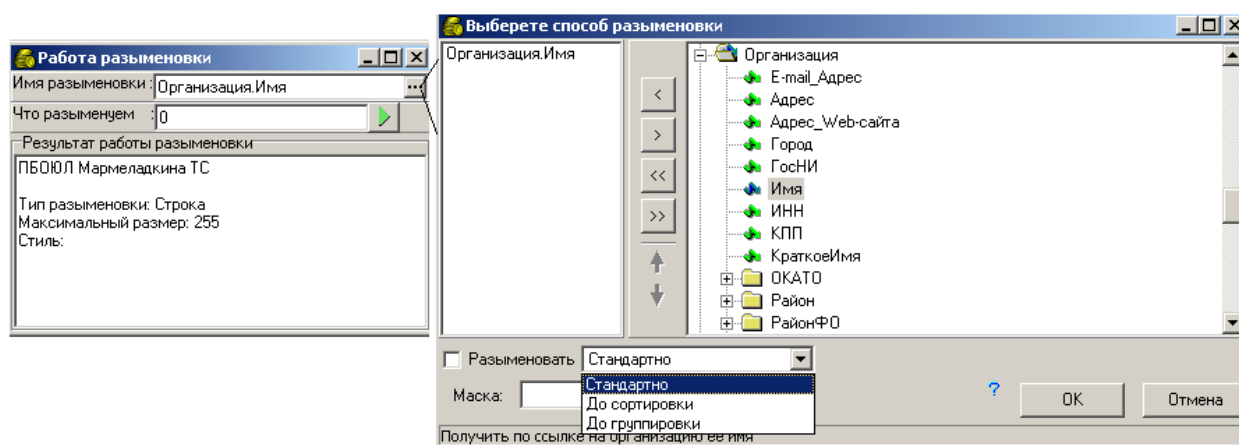 Работа разыменовки
Имя разыменовки: Организация.Имя ...
Что разыменуем : 0
Результат работы разыменовки
ПБОЮЛ Мармеладкина ТС
Тип разыменовки: Строка
Максимальный размер: 255
Стиль:
Выберете способ разыменовки
Организация.Имя
<
>
<<
>>
Организация
E-mail_Адрес
Адрес
Адрес_Web-сайта
Город
ГосНИ
Имя
ИНН
КПП
КраткоеИмя
ОКАТО
Район
РайонФО
Разыменовать Стандартно
Стандартно
До сортировки
До группировки
Маска:
? OK Отмена
Получить по ссылке на организацию ее имя